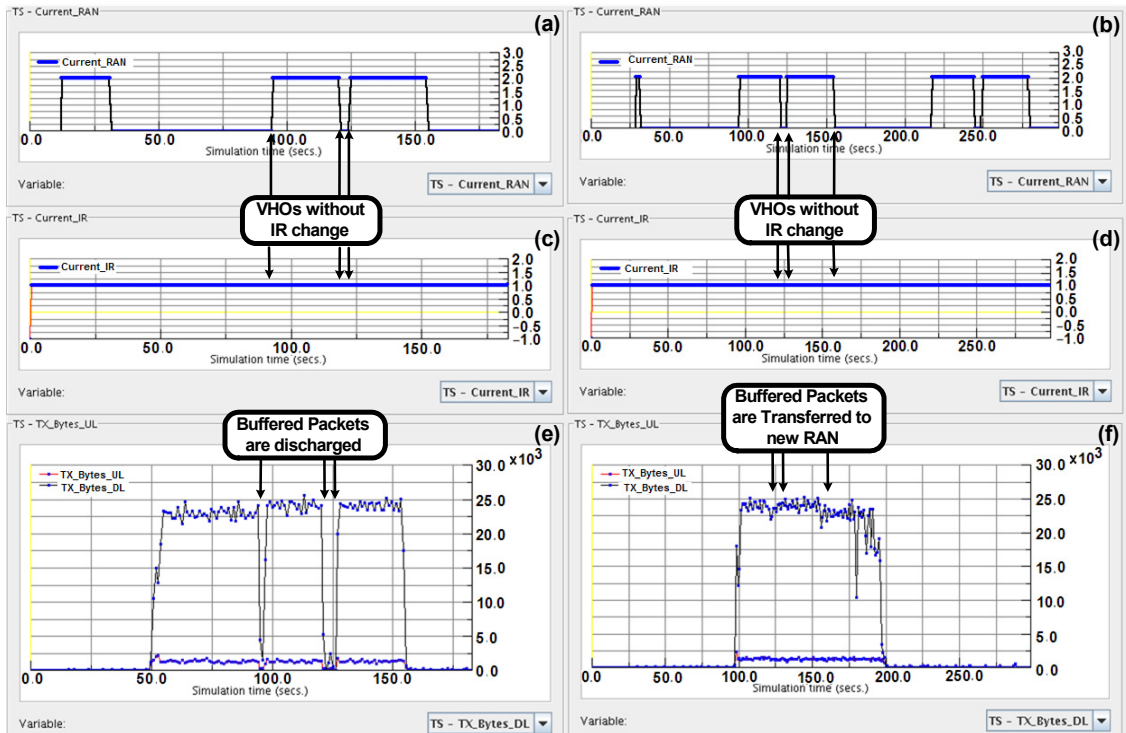 TS - Current_RAN
(a)
Current_RAN
3.0
2.5
2.0
1.5
1.0
0.5
0.0
0.0
50.0
100.0
150.0
Simulation time (secs.)
Variable:
TS - Current_RAN
TS - Current_RAN
(b)
Current_RAN
3.0
2.5
2.0
1.5
1.0
0.5
0.0
0.0
50.0
100.0
150.0
200.0
250.0
Simulation time (secs.)
Variable:
TS - Current_RAN
VHOs without
IR change
VHOs without
IR change
TS - Current_IR
(c)
Current_IR
2.0
1.5
1.0
0.5
0.0
-0.5
-1.0
0.0
50.0
100.0
150.0
Simulation time (secs.)
Variable:
TS - Current_IR
TS - Current_IR
(d)
Current_IR
2.0
1.5
1.0
0.5
0.0
-0.5
-1.0
0.0
50.0
100.0
150.0
200.0
250.0
Simulation time (secs.)
Variable:
TS - Current_IR
Buffered Packets
are discharged
Buffered Packets
are Transferred to
new RAN
TS - TX_Bytes_UL
(e)
TX_Bytes_UL
TX_Bytes_DL
30.0 ×10³
25.0
20.0
15.0
10.0
5.0
0.0
0.0
50.0
100.0
150.0
Simulation time (secs.)
Variable:
TS - TX_Bytes_DL
TS - TX_Bytes_UL
(f)
TX_Bytes_UL
TX_Bytes_DL
30.0 ×10³
25.0
20.0
15.0
10.0
5.0
0.0
0.0
50.0
100.0
150.0
200.0
250.0
Simulation time (secs.)
Variable:
TS - TX_Bytes_DL